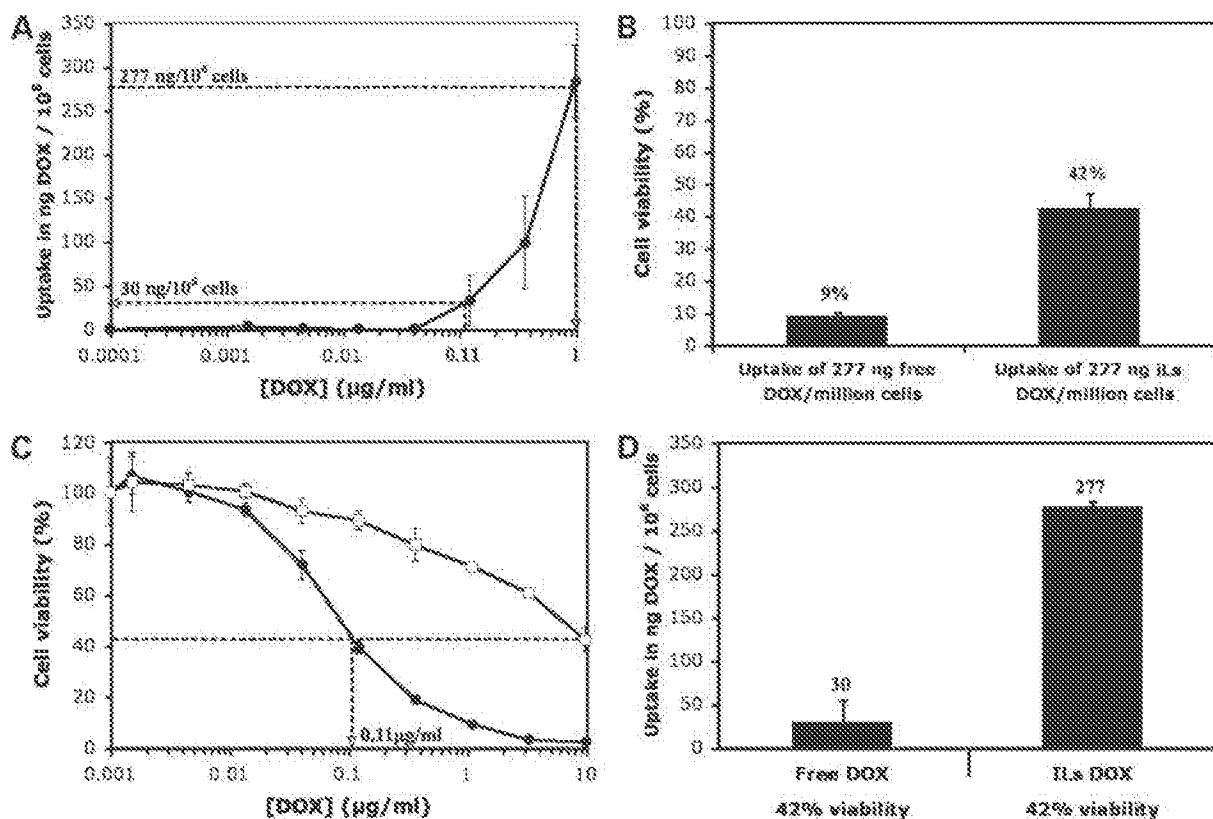 A
Uptake in ng DOX / 10⁶ cells
350
300
250
200
150
100
50
0
277 ng/10⁶ cells
30 ng/10⁶ cells
0.0001
0.001
0.01
0.11
1
[DOX] (µg/ml)
B
Cell viability (%)
100
90
80
70
60
50
40
30
20
10
0
9%
42%
Uptake of 277 ng free
DOX/million cells
Uptake of 277 ng iLs
DOX/million cells
C
Cell viability (%)
120
100
80
60
40
20
0
0.11µg/ml
0.001
0.01
0.1
1
10
[DOX] (µg/ml)
D
Uptake in ng DOX / 10⁶ cells
350
300
250
200
150
100
50
0
30
277
Free DOX
42% viability
ILs DOX
42% viability